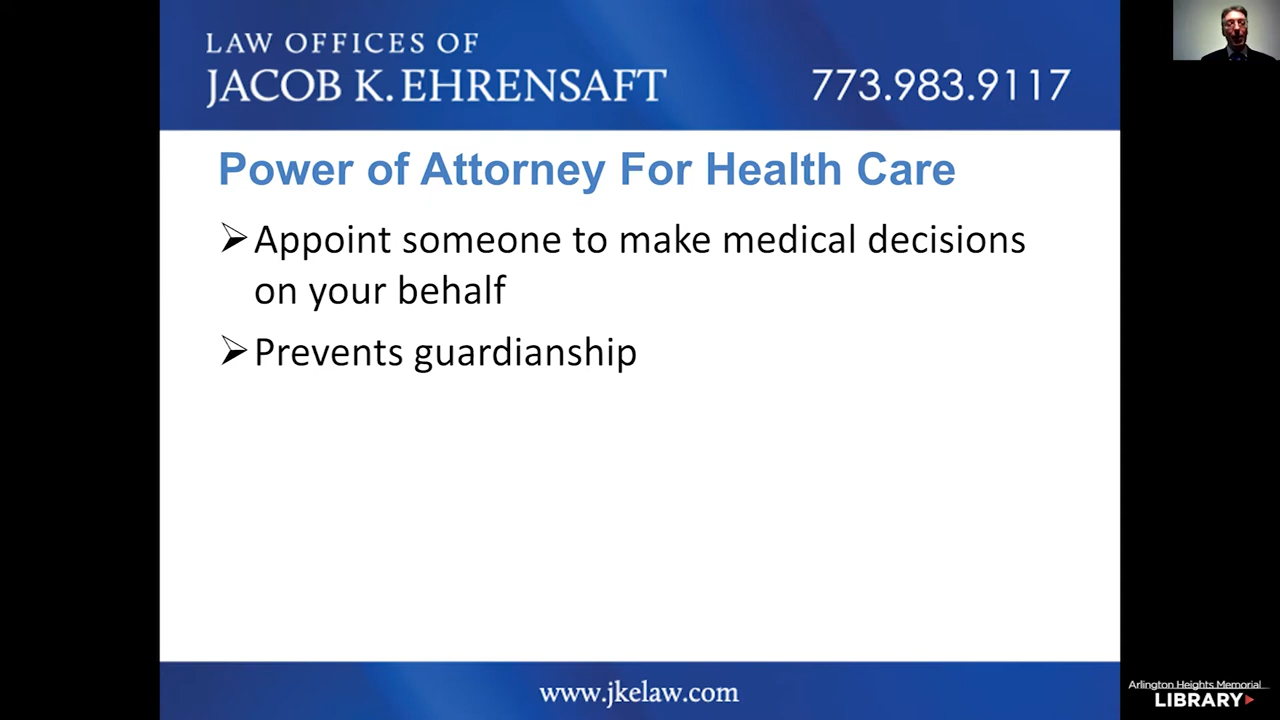 LAW OFFICES OF
JACOB K. EHRENSAFT
773.983.9117
Power of Attorney For Health Care
Appoint someone to make medical decisions
on your behalf
Prevents guardianship
www.jkelaw.com
Arlington Heights Memorial
LIBRARY